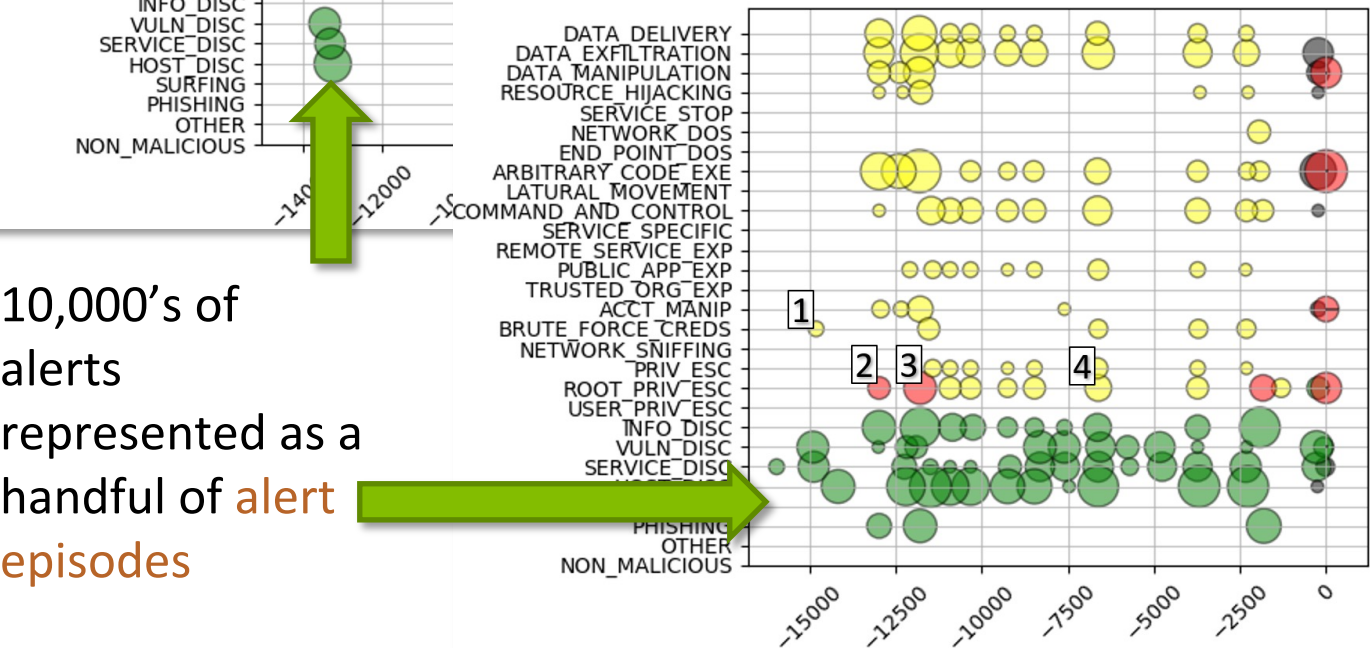 INFO_DISC
VULN_DISC
SERVICE_DISC
HOST_DISC
SURFING
PHISHING
OTHER
NON_MALICIOUS
−12000
10,000's of
alerts
represented as a
handful of alert
episodes
DATA_DELIVERY
DATA_EXFILTRATION
DATA_MANIPULATION
RESOURCE_HIJACKING
SERVICE_STOP
NETWORK_DOS
END_POINT_DOS
ARBITRARY_CODE_EXE
LATURAL_MOVEMENT
COMMAND_AND_CONTROL
SERVICE_SPECIFIC
REMOTE_SERVICE_EXP
PUBLIC_APP_EXP
TRUSTED_ORG_EXP
ACCT_MANIP
BRUTE_FORCE_CREDS
NETWORK_SNIFFING
PRIV_ESC
ROOT_PRIV_ESC
USER_PRIV_ESC
INFO_DISC
VULN_DISC
SERVICE_DISC
PHISHING
OTHER
NON_MALICIOUS
1
2
3
4
−15000
−12500
−10000
−7500
−5000
−2500
0